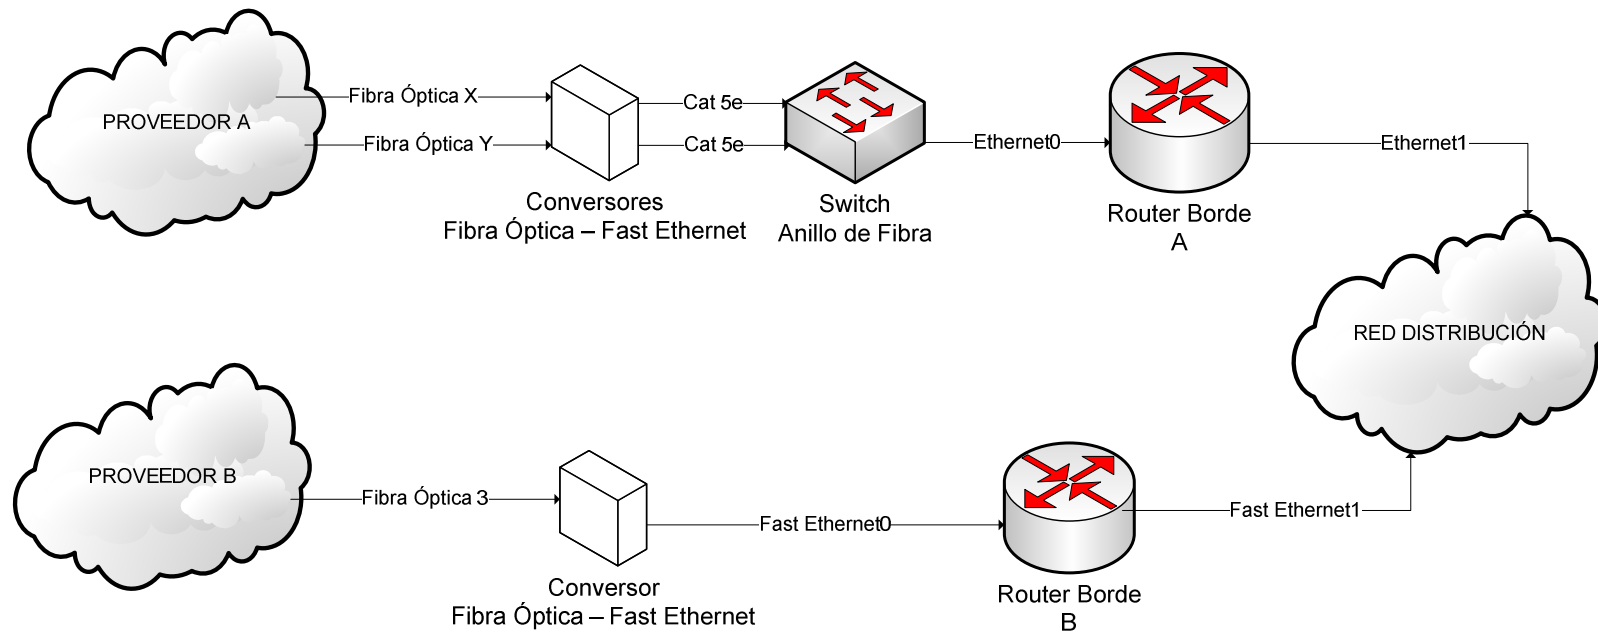 PROVEEDOR A
Fibra Óptica X
Fibra Óptica Y
Cat 5e
Cat 5e
Ethernet0
Ethernet1
Conversores
Fibra Óptica – Fast Ethernet
Switch
Anillo de Fibra
Router Borde
A
RED DISTRIBUCIÓN
PROVEEDOR B
Fibra Óptica 3
Fast Ethernet0
Fast Ethernet1
Conversor
Fibra Óptica – Fast Ethernet
Router Borde
B